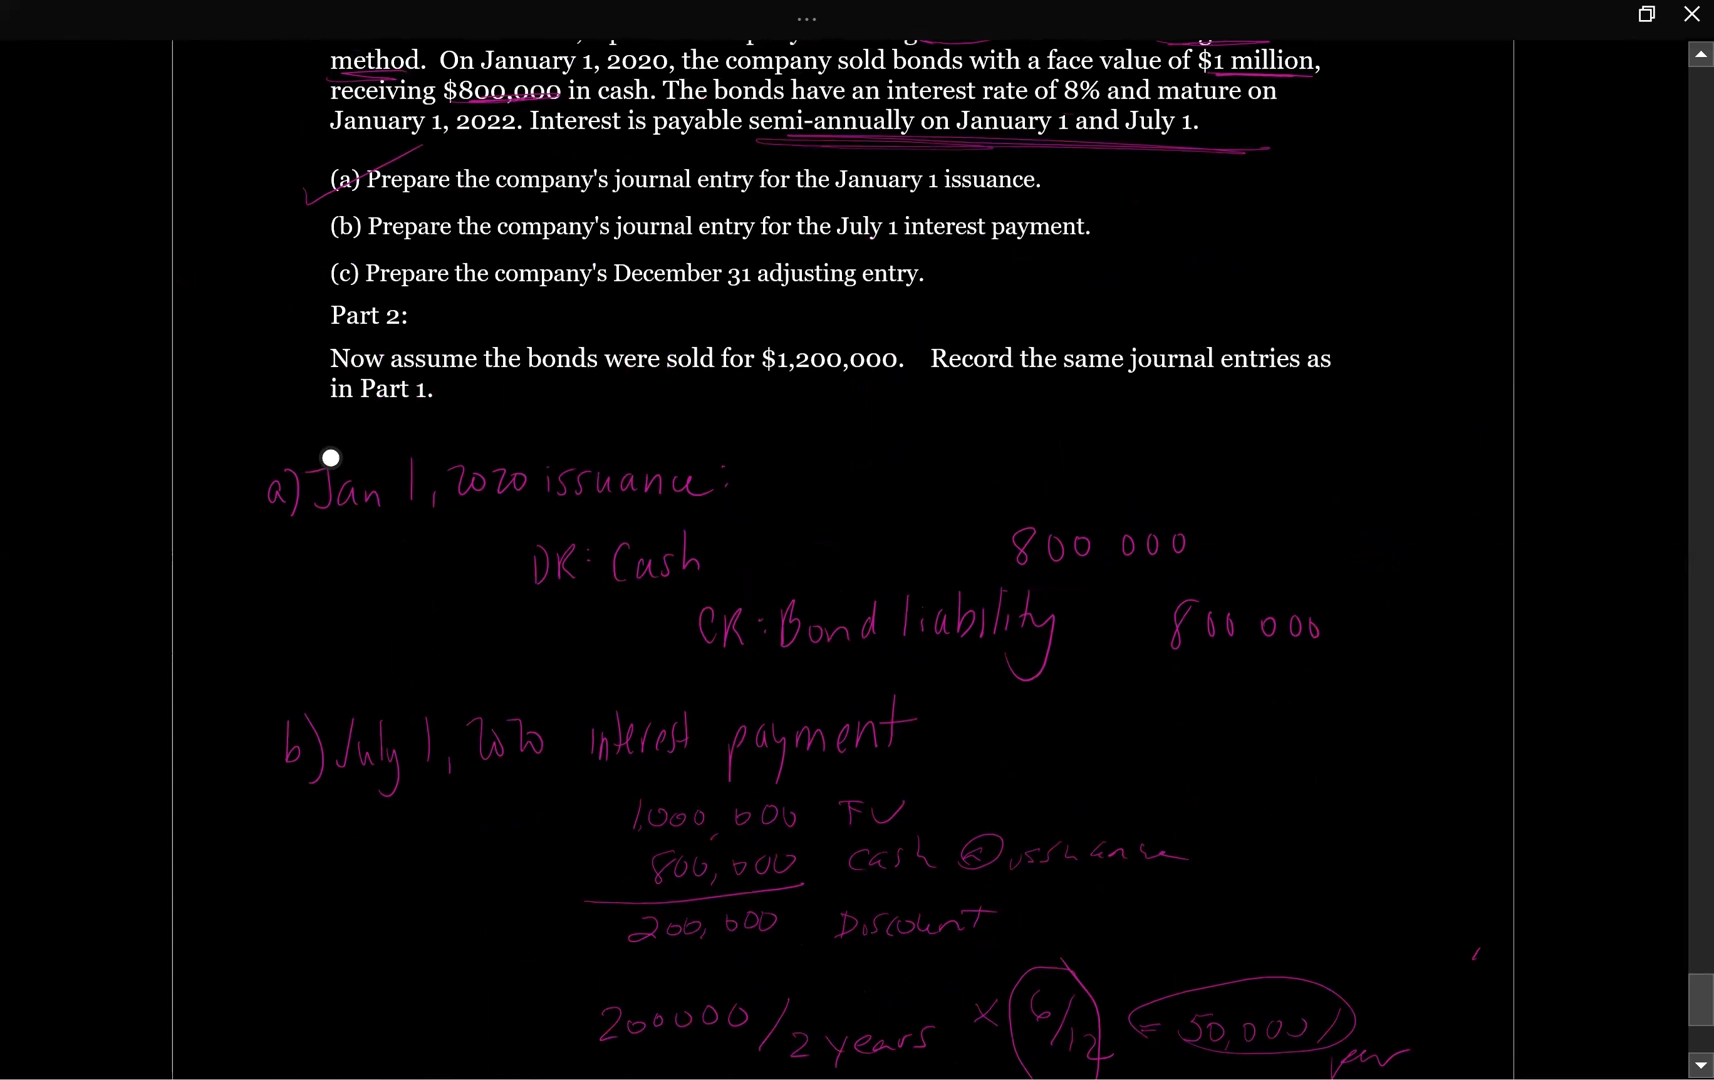 method. On January 1, 2020, the company sold bonds with a face value of $1 million,
receiving $800,000 in cash. The bonds have an interest rate of 8% and mature on
January 1, 2022. Interest is payable semi-annually on January 1 and July 1.
(a) Prepare the company's journal entry for the January 1 issuance.
(b) Prepare the company's journal entry for the July 1 interest payment.
(c) Prepare the company's December 31 adjusting entry.
Part 2:
Now assume the bonds were sold for $1,200,000. Record the same journal entries as
in Part 1.
a) Jan 1, 2020 issuance:
DR: Cash 800 000
CR: Bond liability 800 000
b) July 1, 2020 interest payment
1,000,000 FV
800,000 Cash @ issuance
200,000 Discount
200000 / 2 years × 6/12 = 50,000 /